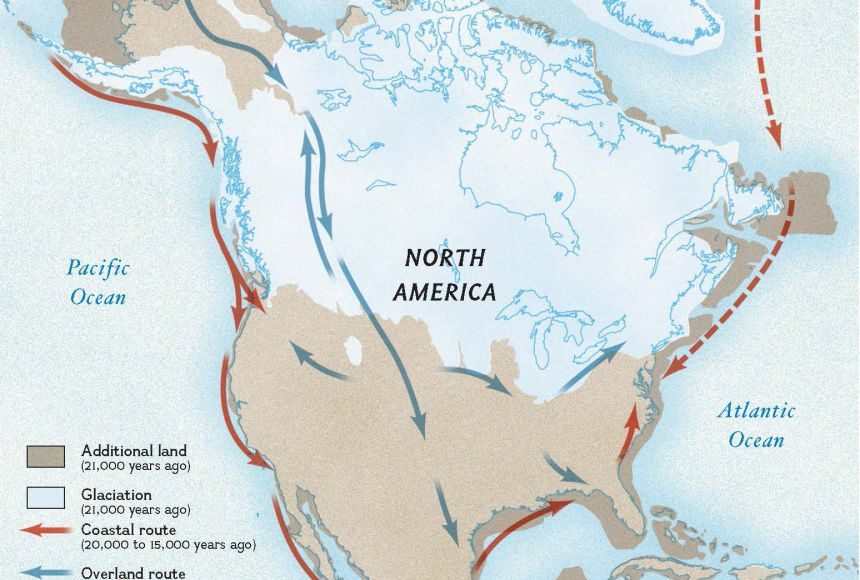 NORTH
AMERICA
Pacific
Ocean
Atlantic
Ocean
Additional land
(21,000 years ago)
Glaciation
(21,000 years ago)
Coastal route
(20,000 to 15,000 years ago)
Overland route